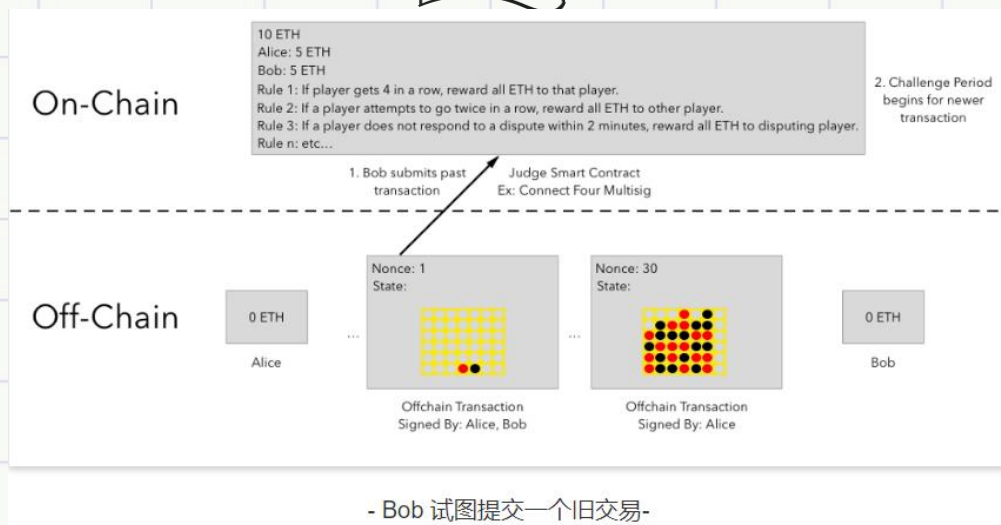 On-Chain
10 ETH
Alice: 5 ETH
Bob: 5 ETH
Rule 1: If player gets 4 in a row, reward all ETH to that player.
Rule 2: If a player attempts to go twice in a row, reward all ETH to other player.
Rule 3: If a player does not respond to a dispute within 2 minutes, reward all ETH to disputing player.
Rule n: etc...
2. Challenge Period
begins for newer
transaction
1. Bob submits past
transaction
Judge Smart Contract
Ex: Connect Four Multisig
Off-Chain
0 ETH
Alice
...
Nonce: 1
State:
Offchain Transaction
Signed By: Alice, Bob
...
Nonce: 30
State:
Offchain Transaction
Signed By: Alice
0 ETH
Bob
- Bob 试图提交一个旧交易-